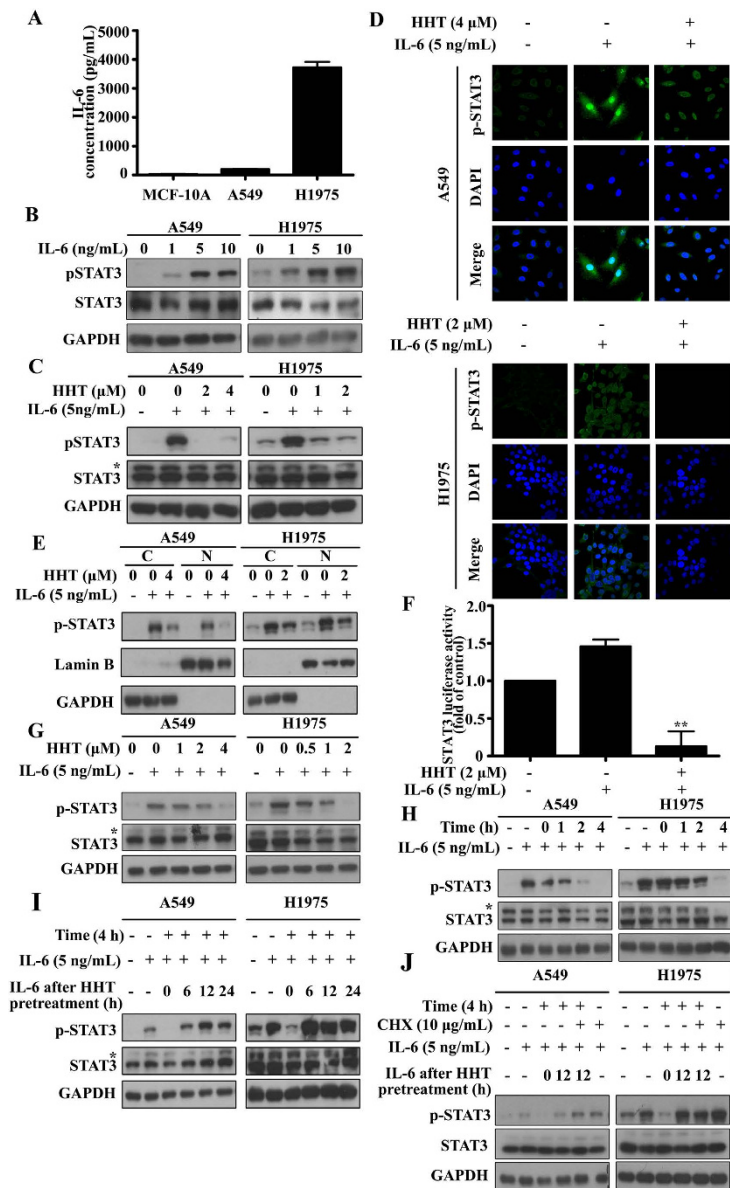 A
IL-6
concentration (pg/mL)
5000
4000
3000
2000
1000
0
MCF-10A A549 H1975
B
A549 H1975
IL-6 (ng/mL) 0 1 5 10 0 1 5 10
pSTAT3
STAT3
GAPDH
C
A549 H1975
HHT (μM) 0 0 2 4 0 0 1 2
IL-6 (5ng/mL) - + + + - + + +
pSTAT3
*
STAT3
GAPDH
D
HHT (4 μM) - - +
IL-6 (5 ng/mL) - + +
A549
p-STAT3
DAPI
Merge
HHT (2 μM) - - +
IL-6 (5 ng/mL) - + +
H1975
p-STAT3
DAPI
Merge
E
A549 H1975
C N C N
HHT (μM) 0 0 4 0 0 4 0 0 2 0 0 2
IL-6 (5 ng/mL) - + + - + + - + + - + +
p-STAT3
Lamin B
GAPDH
F
STAT3 luciferase activity
(fold of control)
2.0
1.5
1.0
0.5
0
**
HHT (2 μM) - - +
IL-6 (5 ng/mL) - + +
G
A549 H1975
HHT (μM) 0 0 1 2 4 0 0 0.5 1 2
IL-6 (5 ng/mL) - + + + + - + + + +
p-STAT3
*
STAT3
GAPDH
H
A549 H1975
Time (h) - - 0 1 2 4 - - 0 1 2 4
IL-6 (5 ng/mL) - + + + + + - + + + + +
p-STAT3
*
STAT3
GAPDH
I
A549 H1975
Time (4 h) - - + + + + - - + + + +
IL-6 (5 ng/mL) - + + + + + - + + + + +
IL-6 after HHT
pretreatment (h) - - 0 6 12 24 - - 0 6 12 24
p-STAT3
*
STAT3
GAPDH
J
A549 H1975
Time (4 h) - - + + + - - - + + + -
CHX (10 μg/mL) - - - - + + - - - - + +
IL-6 (5 ng/mL) - + + + + + - + + + + +
IL-6 after HHT
pretreatment (h) - - 0 12 12 - - - 0 12 12 -
p-STAT3
STAT3
GAPDH